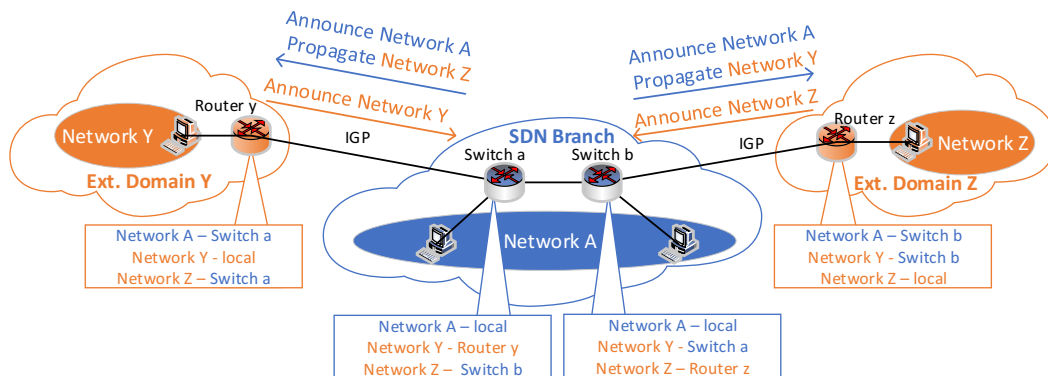 Announce Network A
Propagate Network Z
Announce Network Y
Announce Network A
Propagate Network Y
Announce Network Z
Router y
Network Y
IGP
Ext. Domain Y
SDN Branch
Switch a
Switch b
IGP
Router z
Network Z
Ext. Domain Z
Network A
Network A – Switch a
Network Y - local
Network Z – Switch a
Network A – Switch b
Network Y - Switch b
Network Z – local
Network A – local
Network Y - Router y
Network Z – Switch b
Network A – local
Network Y - Switch a
Network Z – Router z